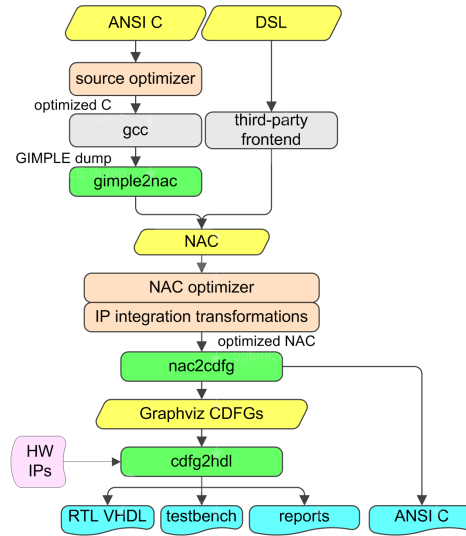 ANSI C
DSL
source optimizer
optimized C
gcc
third-party
frontend
GIMPLE dump
gimple2nac
NAC
NAC optimizer
IP integration transformations
optimized NAC
nac2cdfg
Graphviz CDFGs
HW
IPs
cdfg2hdl
RTL VHDL
testbench
reports
ANSI C